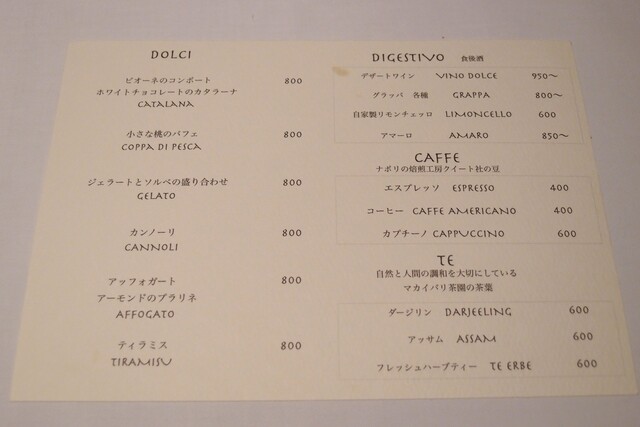 DOLCI
ピオーネのコンポート 800
ホワイトチョコレートのカタラーナ
CATALANA
小さな桃のパフェ 800
COPPA DI PESCA
ジェラートとソルベの盛り合わせ 800
GELATO
カンノーリ 800
CANNOLI
アッフォガート 800
アーモンドのプラリネ
AFFOGATO
ティラミス 800
TIRAMISU
DIGESTIVO 食後酒
デザートワイン VINO DOLCE 950〜
グラッパ 各種 GRAPPA 800〜
自家製リモンチェッロ LIMONCELLO 600
アマーロ AMARO 850〜
CAFFE
ナポリの焙煎工房クイート社の豆
エスプレッソ ESPRESSO 400
コーヒー CAFFE AMERICANO 400
カプチーノ CAPPUCCINO 600
TE
自然と人間の調和を大切にしている
マカイバリ茶園の茶葉
ダージリン DARJEELING 600
アッサム ASSAM 600
フレッシュハーブティー TE ERBE 600